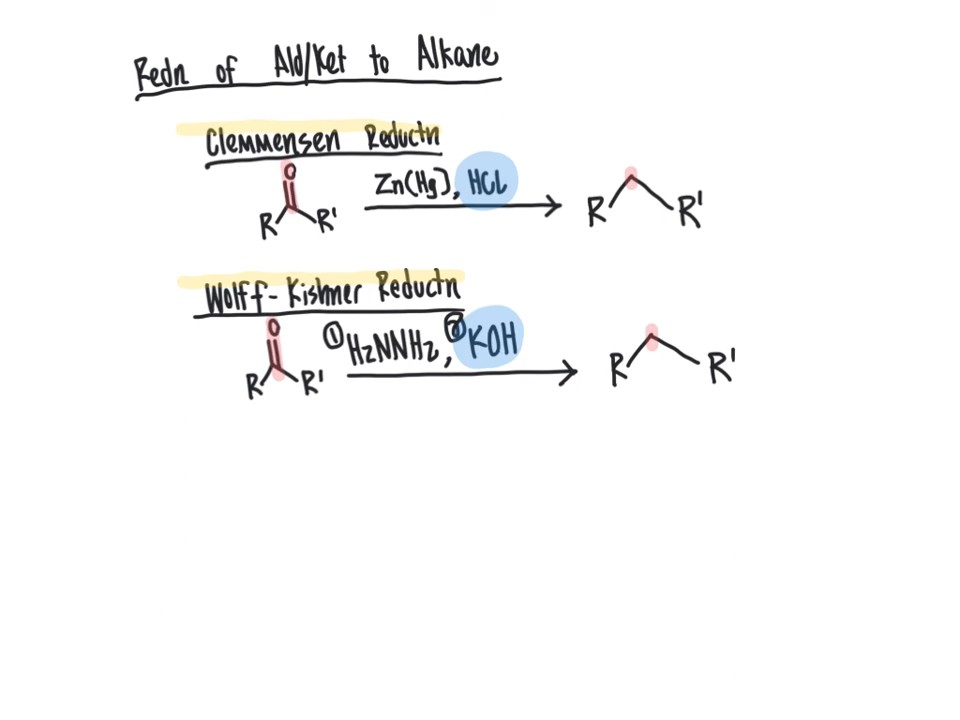 Redn of Ald/Ket to Alkane
Clemmensen Reductn
O
Zn(Hg), HCl
R R' R R'
Wolff-Kishner Reductn
O
① H₂NNH₂, ② KOH
R R' R R'